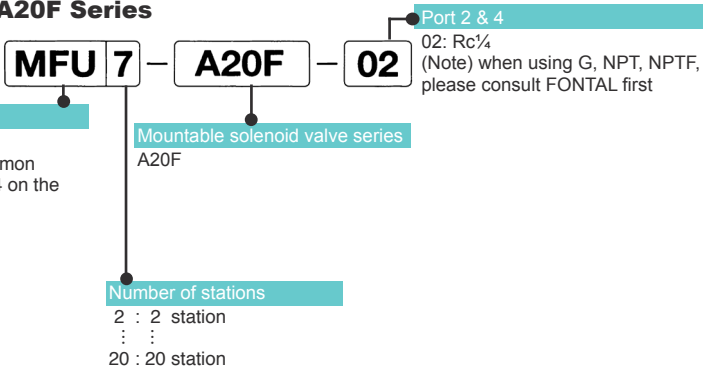 A20F Series
MFU 7 – A20F – 02
Port 2 & 4
02: Rc¼
(Note) when using G, NPT, NPTF,
please consult FONTAL first
Mountable solenoid valve series
A20F
on the
Number of stations
2 : 2 station
⋮ ⋮
20 : 20 station